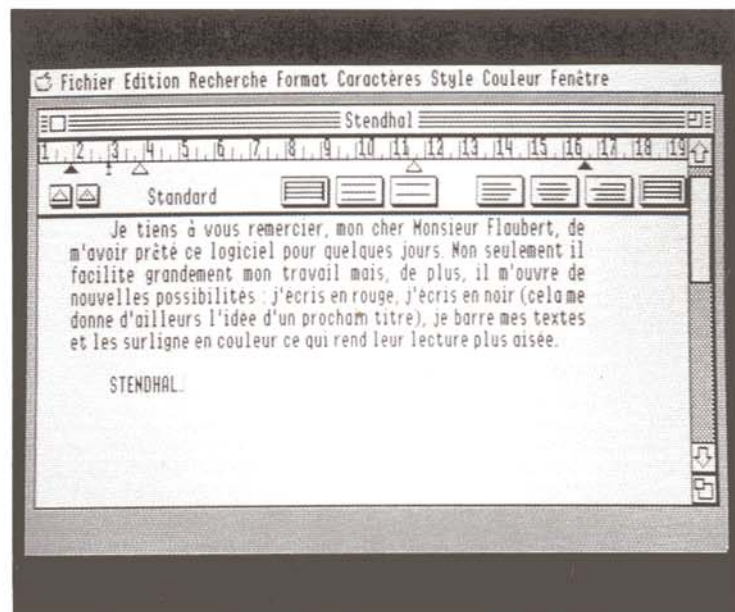 Fichier Edition Recherche Format Caractères Style Couleur Fenêtre
Stendhal
1 2 3 4 5 6 7 8 9 10 11 12 13 14 15 16 17 18 19
Standard
Je tiens à vous remercier, mon cher Monsieur Flaubert, de
m'avoir prêté ce logiciel pour quelques jours. Non seulement il
facilite grandement mon travail mais, de plus, il m'ouvre de
nouvelles possibilités : j'écris en rouge, j'écris en noir (cela me
donne d'ailleurs l'idée d'un prochain titre), je barre mes textes
et les surligne en couleur ce qui rend leur lecture plus aisée.
STENDHAL.